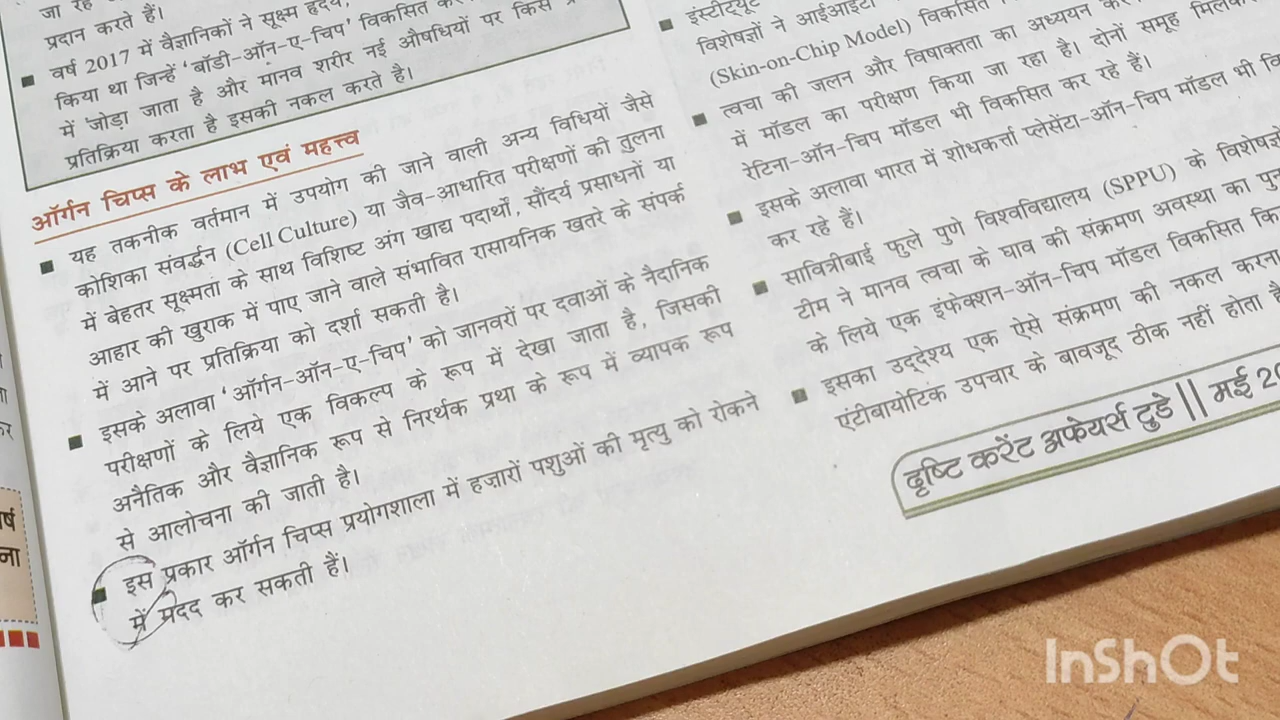 जा रहे
प्रदान करते हैं।
वर्ष 2017 में वैज्ञानिकों ने सूक्ष्म हृदय,
किया था जिन्हें 'बॉडी-ऑन-ए-चिप' विकसित
में जोड़ा जाता है और मानव शरीर नई औषधियों पर किस
प्रतिक्रिया करता है इसकी नकल करते है।
ऑर्गन चिप्स के लाभ एवं महत्त्व
यह तकनीक वर्तमान में उपयोग की जाने वाली अन्य विधियों जैसे
कोशिका संवर्द्धन (Cell Culture) या जैव-आधारित परीक्षणों की तुलना
में बेहतर सूक्ष्मता के साथ विशिष्ट अंग खाद्य पदार्थों, सौंदर्य प्रसाधनों या
आहार की खुराक में पाए जाने वाले संभावित रासायनिक खतरे के संपर्क
में आने पर प्रतिक्रिया को दर्शा सकती है।
इसके अलावा 'ऑर्गन-ऑन-ए-चिप' को जानवरों पर दवाओं के नैदानिक
परीक्षणों के लिये एक विकल्प के रूप में देखा जाता है, जिसकी
अनैतिक और वैज्ञानिक रूप से निरर्थक प्रथा के रूप में व्यापक रूप
से आलोचना की जाती है।
इस प्रकार ऑर्गन चिप्स प्रयोगशाला में हजारों पशुओं की मृत्यु को रोकने
में मदद कर सकती हैं।
इंस्टीट्यूट
विशेषज्ञों ने आईआईटी
(Skin-on-Chip Model) विकसित
त्वचा की जलन और विषाक्तता का अध्ययन
में मॉडल का परीक्षण किया जा रहा है। दोनों समूह मिलकर
रेटिना-ऑन-चिप मॉडल भी विकसित कर रहे हैं।
इसके अलावा भारत में शोधकर्त्ता प्लेसेंटा-ऑन-चिप मॉडल भी
कर रहे हैं।
सावित्रीबाई फुले पुणे विश्वविद्यालय (SPPU) के विशेषज्ञ
टीम ने मानव त्वचा के घाव की संक्रमण अवस्था का
के लिये एक इंफेक्शन-ऑन-चिप मॉडल विकसित
इसका उद्देश्य एक ऐसे संक्रमण की नकल करना
एंटीबायोटिक उपचार के बावजूद ठीक नहीं होता
दृष्टि करेंट अफेयर्स टुडे || मई
InShOt